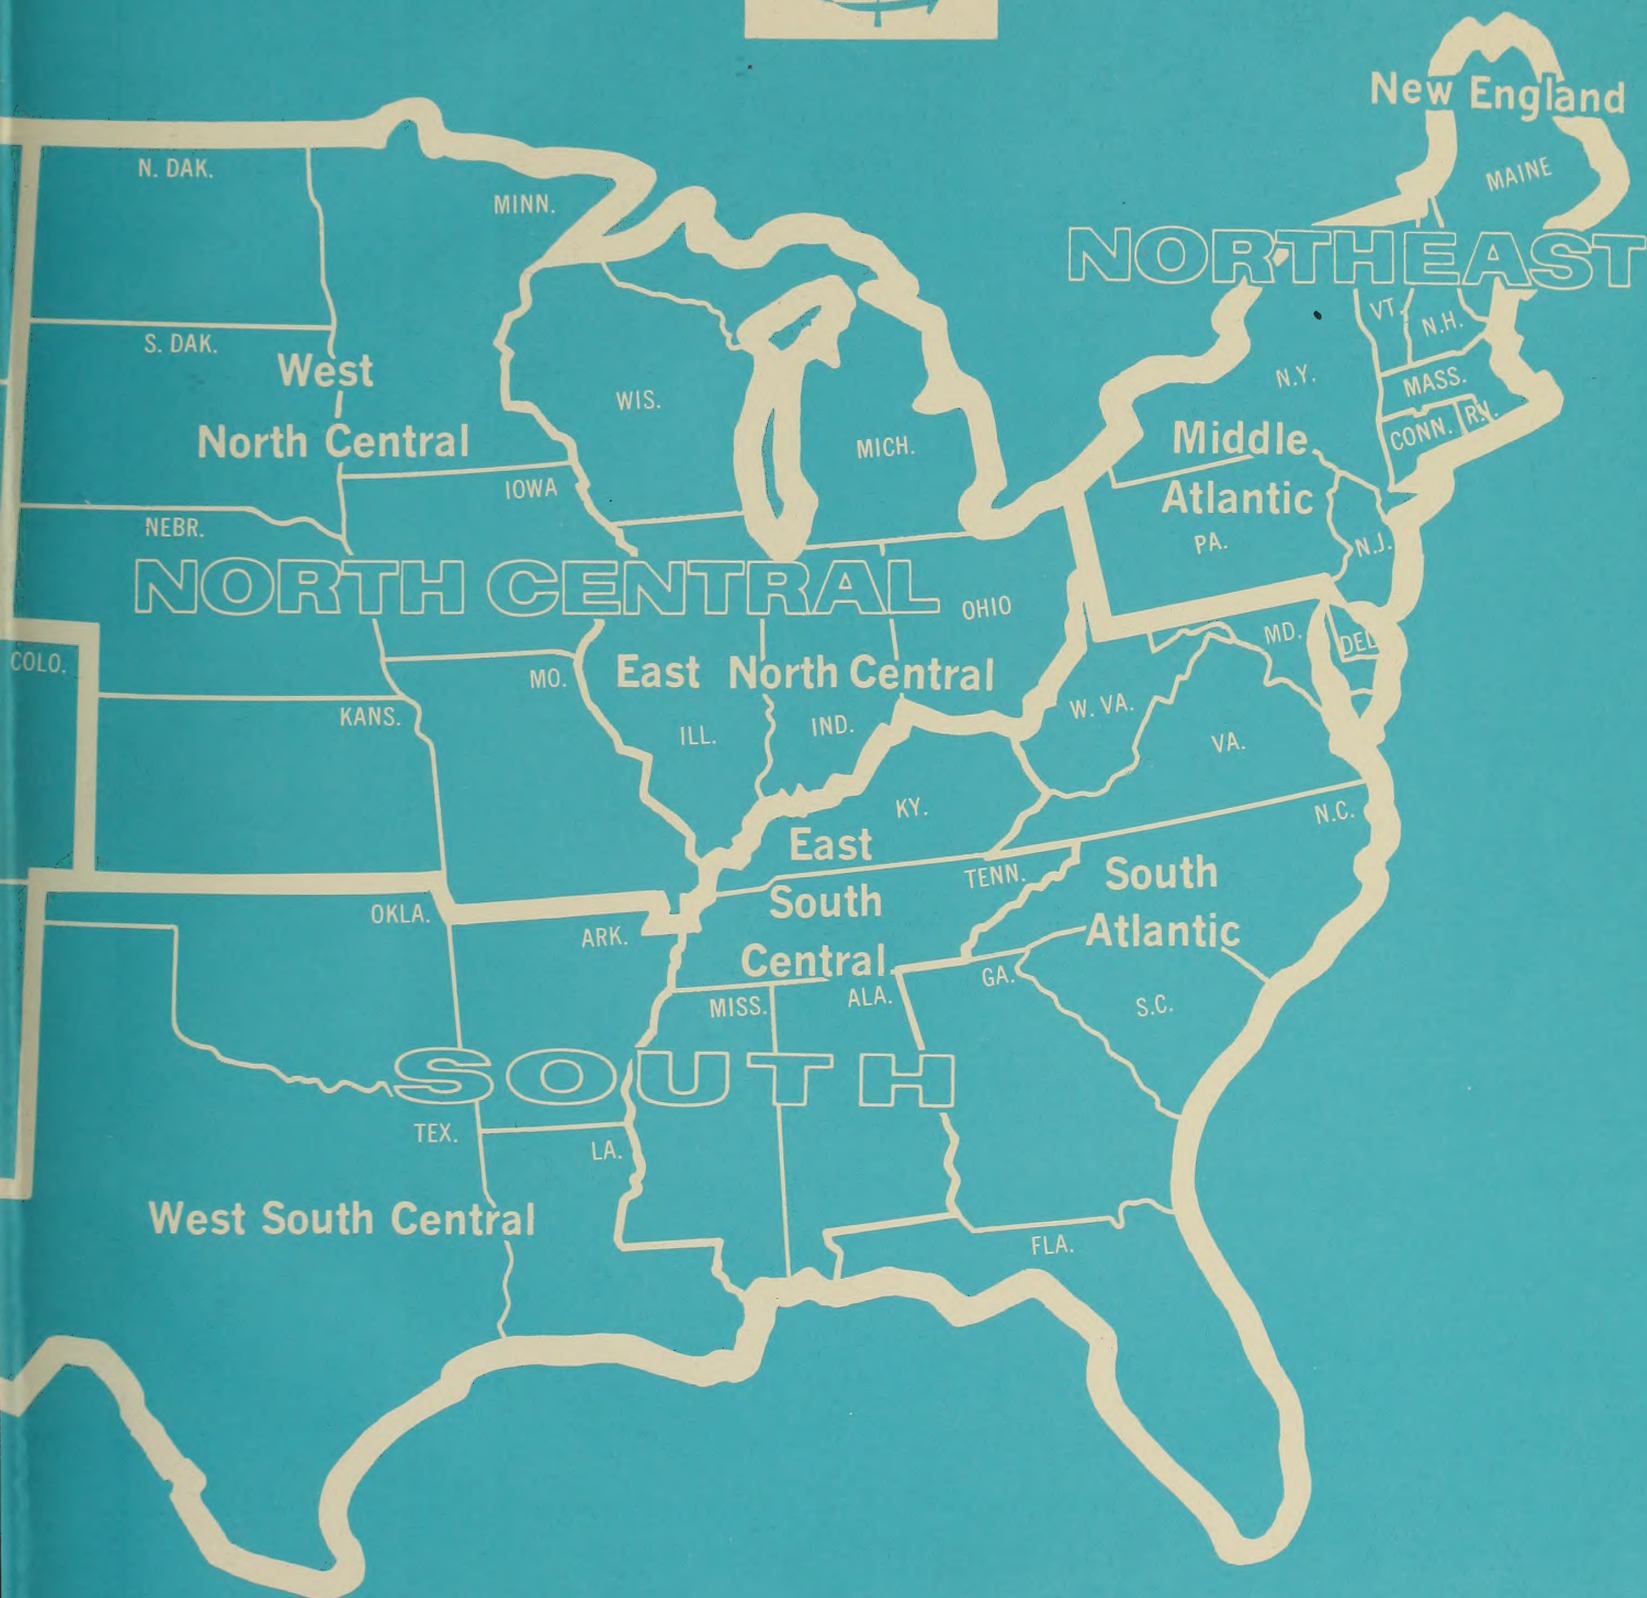 New England
MAINE
NORTHEAST
N. DAK.
MINN.
VT.
N.H.
S. DAK.
West
North Central
WIS.
MICH.
N.Y.
MASS.
CONN.
R.I.
Middle
Atlantic
IOWA
NEBR.
PA.
N.J.
NORTH CENTRAL
OHIO
MD.
DEL
COLO.
MO.
East North Central
KANS.
ILL.
IND.
W. VA.
VA.
KY.
N.C.
East
South
Central
TENN.
South
Atlantic
OKLA.
ARK.
MISS.
ALA.
GA.
S.C.
SOUTH
TEX.
LA.
West South Central
FLA.